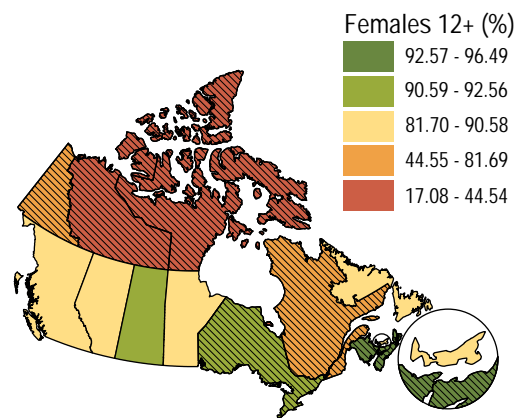 Females 12+ (%)
92.57 - 96.49
90.59 - 92.56
81.70 - 90.58
44.55 - 81.69
17.08 - 44.54